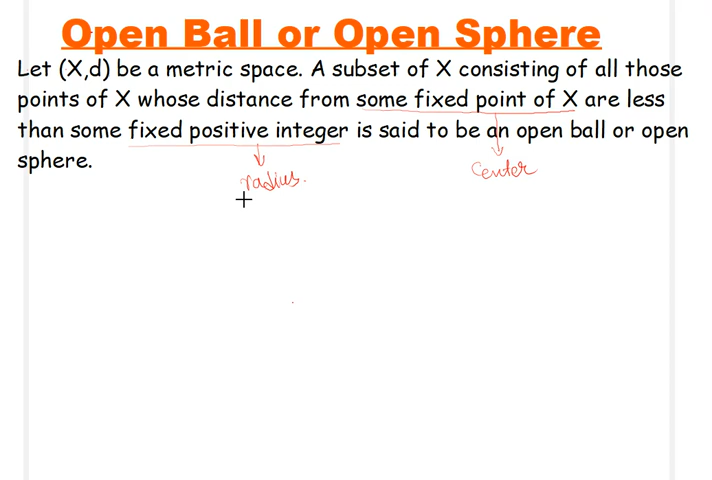 Open Ball or Open Sphere
Let (X,d) be a metric space. A subset of X consisting of all those
points of X whose distance from some fixed point of X are less
than some fixed positive integer is said to be an open ball or open
sphere.
radius.
Center